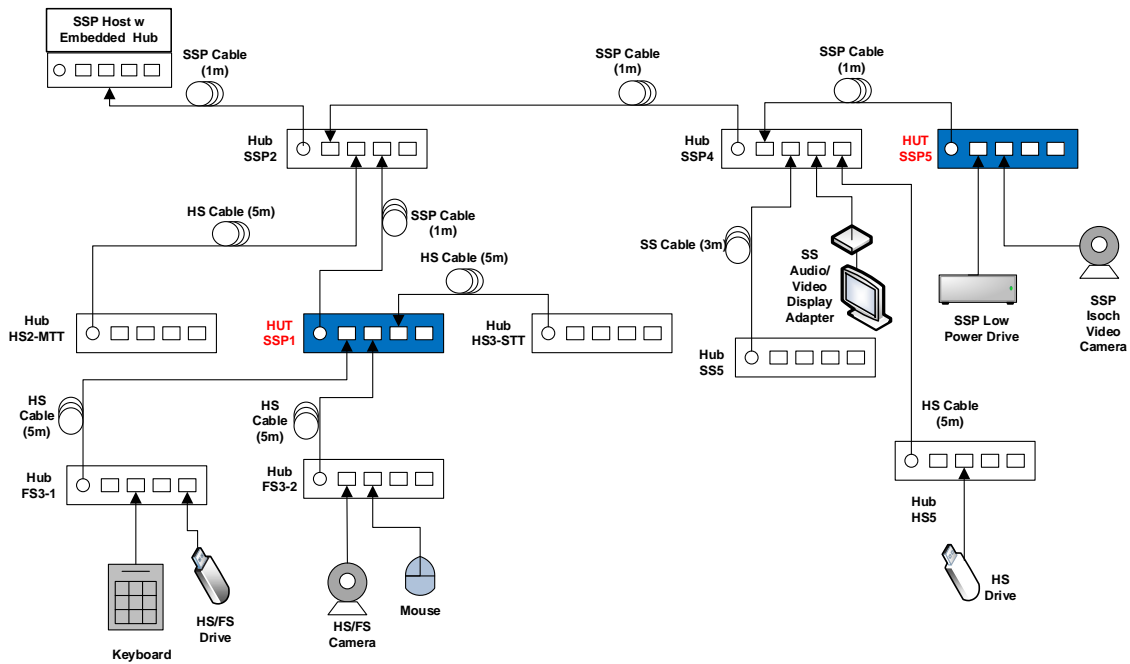 SSP Host w
Embedded Hub
SSP Cable
(1m)
SSP Cable
(1m)
SSP Cable
(1m)
Hub
SSP2
Hub
SSP4
HUT
SSP5
HS Cable (5m)
SSP Cable
(1m)
HS Cable (5m)
SS Cable (3m)
SS
Audio/
Video
Display
Adapter
SSP Low
Power Drive
SSP
Isoch
Video
Camera
Hub
HS2-MTT
HUT
SSP1
Hub
HS3-STT
Hub
SS5
HS
Cable
(5m)
HS
Cable
(5m)
HS Cable
(5m)
Hub
FS3-1
Hub
FS3-2
Hub
HS5
Keyboard
HS/FS
Drive
HS/FS
Camera
Mouse
HS
Drive